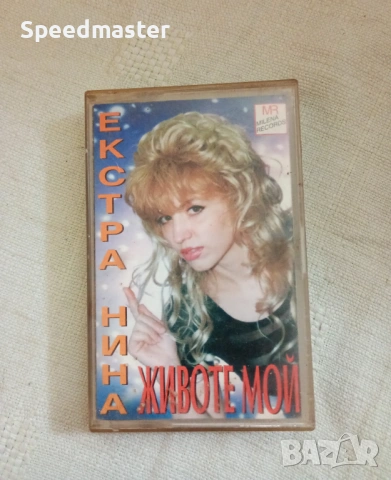 Speedmaster
MR
MILENA
RECORDS
ЕКСТРА НИНА
ЖИВОТЕ МОЙ
BAZAR